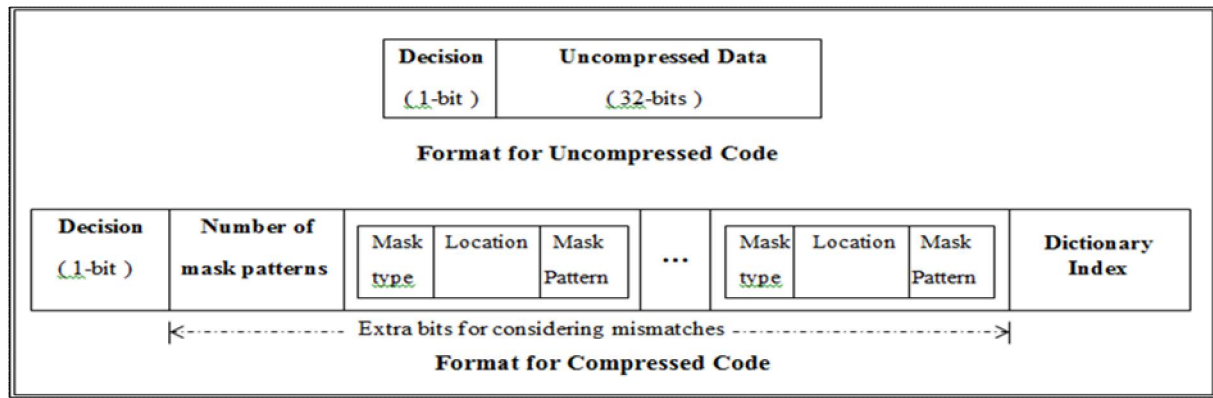 Decision Uncompressed Data
( 1-bit ) ( 32-bits )
Format for Uncompressed Code
Decision Number of mask patterns Mask type Location Mask Pattern ... Mask type Location Mask Pattern Dictionary Index
( 1-bit )
Extra bits for considering mismatches
Format for Compressed Code